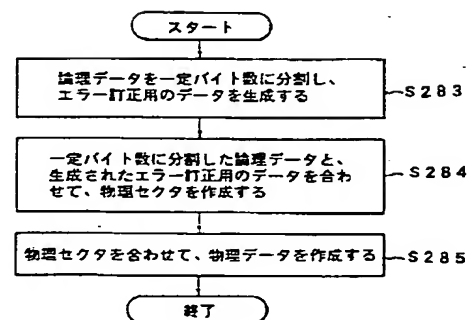 スタート
論理データを一定バイト数に分割し、
エラー訂正用のデータを生成する
S283
一定バイト数に分割した論理データと、
生成されたエラー訂正用のデータを合わ
せて、物理セクタを作成する
S284
物理セクタを合わせて、物理データを作成する
S285
終了